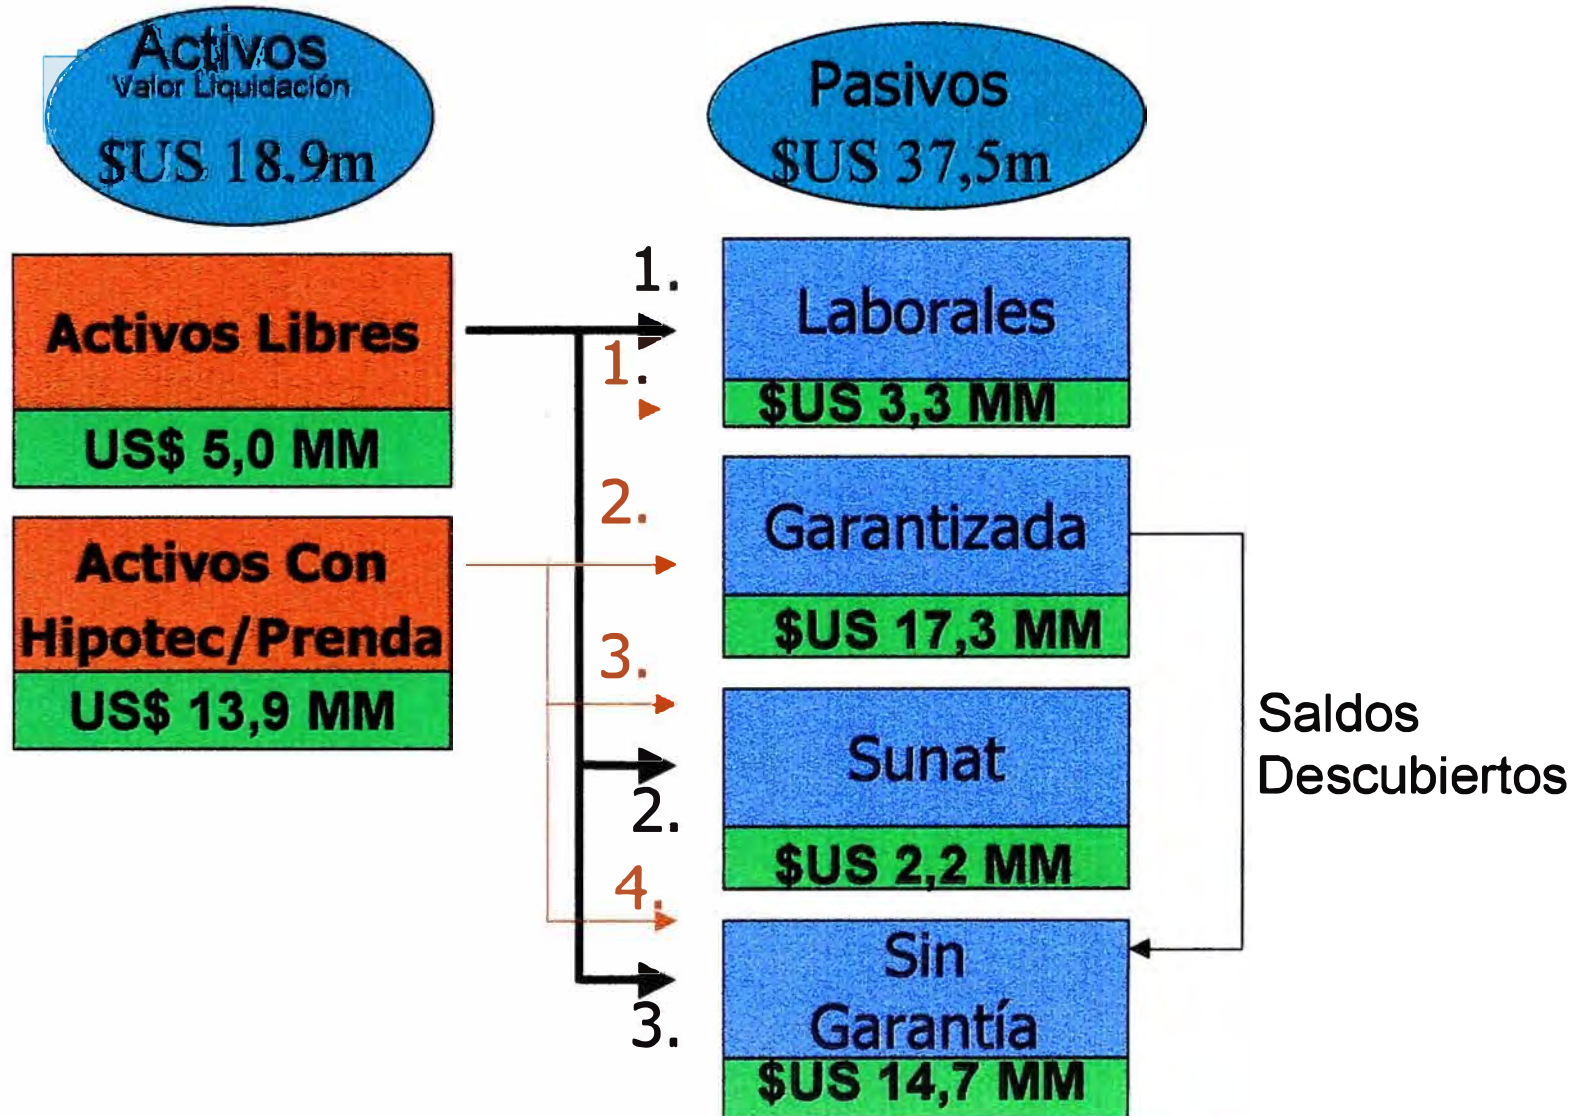 Activos
Valor Liquidación
$US 18.9m
Pasivos
$US 37,5m
Activos Libres
US$ 5,0 MM
Activos Con
Hipotec/Prenda
US$ 13,9 MM
1.
1.
2.
3.
2.
4.
3.
Laborales
$US 3,3 MM
Garantizada
$US 17,3 MM
Sunat
$US 2,2 MM
Sin
Garantía
$US 14,7 MM
Saldos
Descubiertos